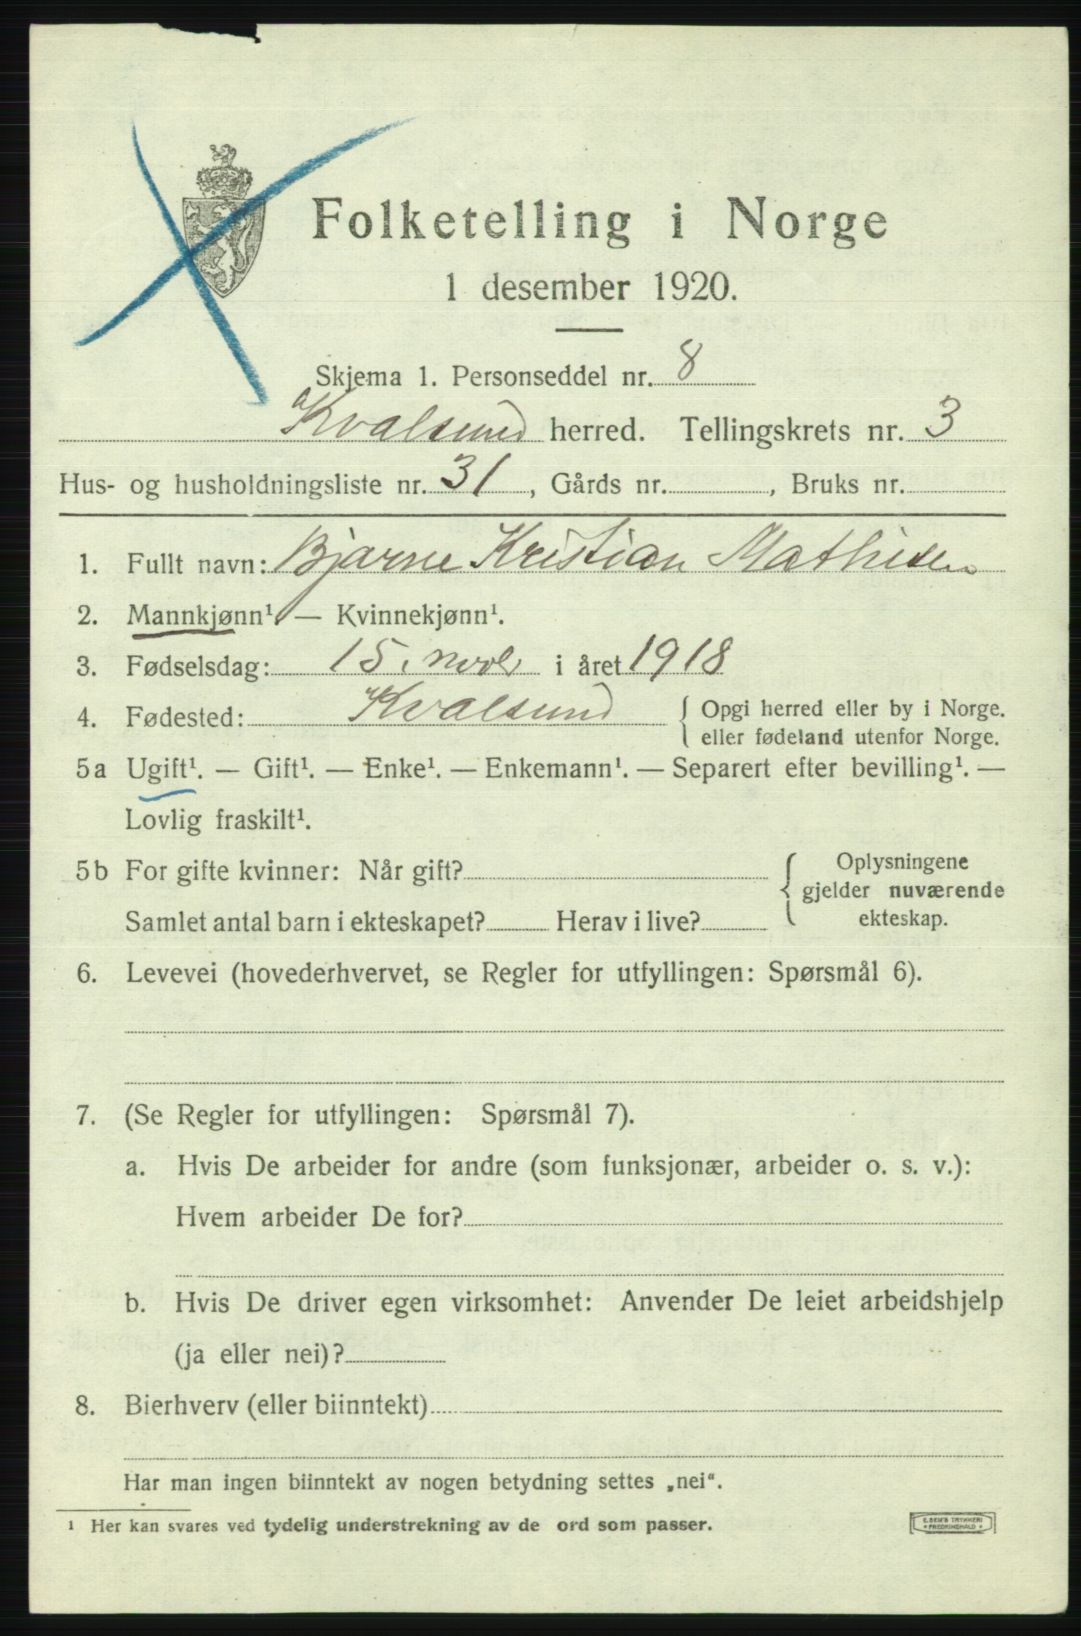 Folketelling i Norge
1 desember 1920.
Skjema 1. Personseddel nr. 8
Kvalsund herred. Tellingskrets nr. 3
Hus- og husholdningsliste nr. 31, Gårds nr. , Bruks nr.
1. Fullt navn: Bjarne Kristian Mathisen
2. Mannkjønn¹. — Kvinnekjønn¹.
3. Fødselsdag: 15. novbr i året 1918
4. Fødested: Kvalsund { Opgi herred eller by i Norge.
eller fødeland utenfor Norge.
5a Ugift¹. — Gift¹. — Enke¹. — Enkemann¹. — Separert efter bevilling¹. —
Lovlig fraskilt¹.
5b For gifte kvinner: Når gift? { Oplysningene
gjelder nuværende
Samlet antal barn i ekteskapet? Herav i live? ekteskap.
6. Levevei (hovederhvervet, se Regler for utfyllingen: Spørsmål 6).
7. (Se Regler for utfyllingen: Spørsmål 7).
a. Hvis De arbeider for andre (som funksjonær, arbeider o. s. v.):
Hvem arbeider De for?
b. Hvis De driver egen virksomhet: Anvender De leiet arbeidshjelp
(ja eller nei)?
8. Bierhverv (eller biinntekt)
Har man ingen biinntekt av nogen betydning settes „nei“.
¹ Her kan svares ved tydelig understrekning av de ord som passer.
E. SEM'S TRYKKERI
• FREDRIKSHALD •